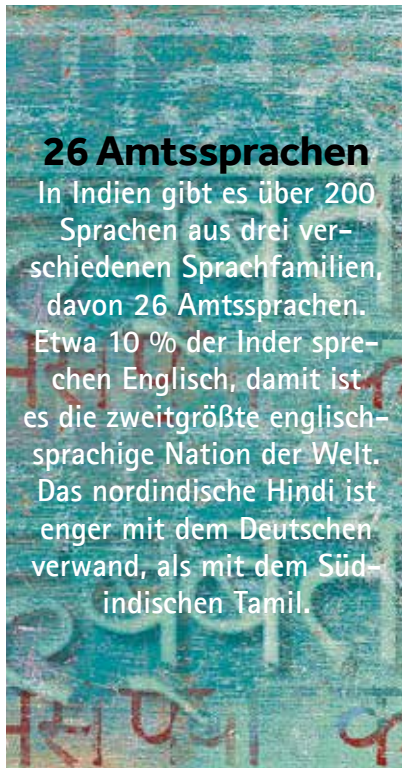 26 Amtssprachen
In Indien gibt es über 200
Sprachen aus drei ver-
schiedenen Sprachfamilien,
davon 26 Amtssprachen.
Etwa 10 % der Inder spre-
chen Englisch, damit ist
es die zweitgrößte englisch-
sprachige Nation der Welt.
Das nordindische Hindi ist
enger mit dem Deutschen
verwand, als mit dem Süd-
indischen Tamil.